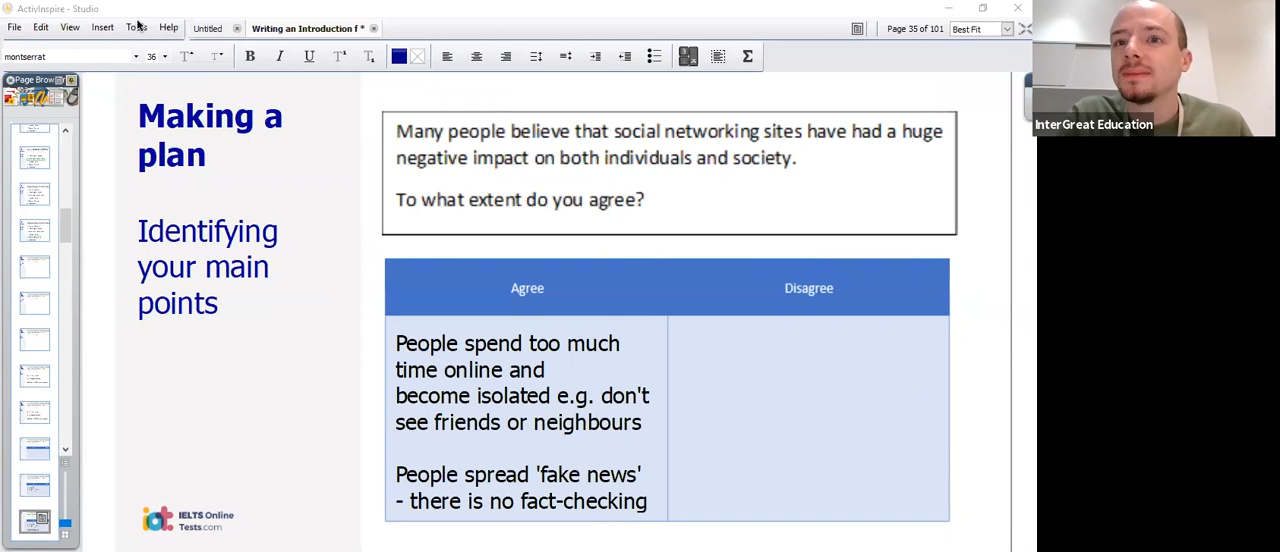 ActivInspire - Studio
File Edit View Insert Tools Help
Untitled
Writing an Introduction f *
Page 35 of 101
Best Fit
montserrat
36
B I U
Page Brow
Making a
plan
Identifying
your main
points
Many people believe that social networking sites have had a huge
negative impact on both individuals and society.
To what extent do you agree?
Agree
Disagree
People spend too much
time online and
become isolated e.g. don't
see friends or neighbours
People spread 'fake news'
- there is no fact-checking
iot IELTS Online
Tests.com
InterGreat Education